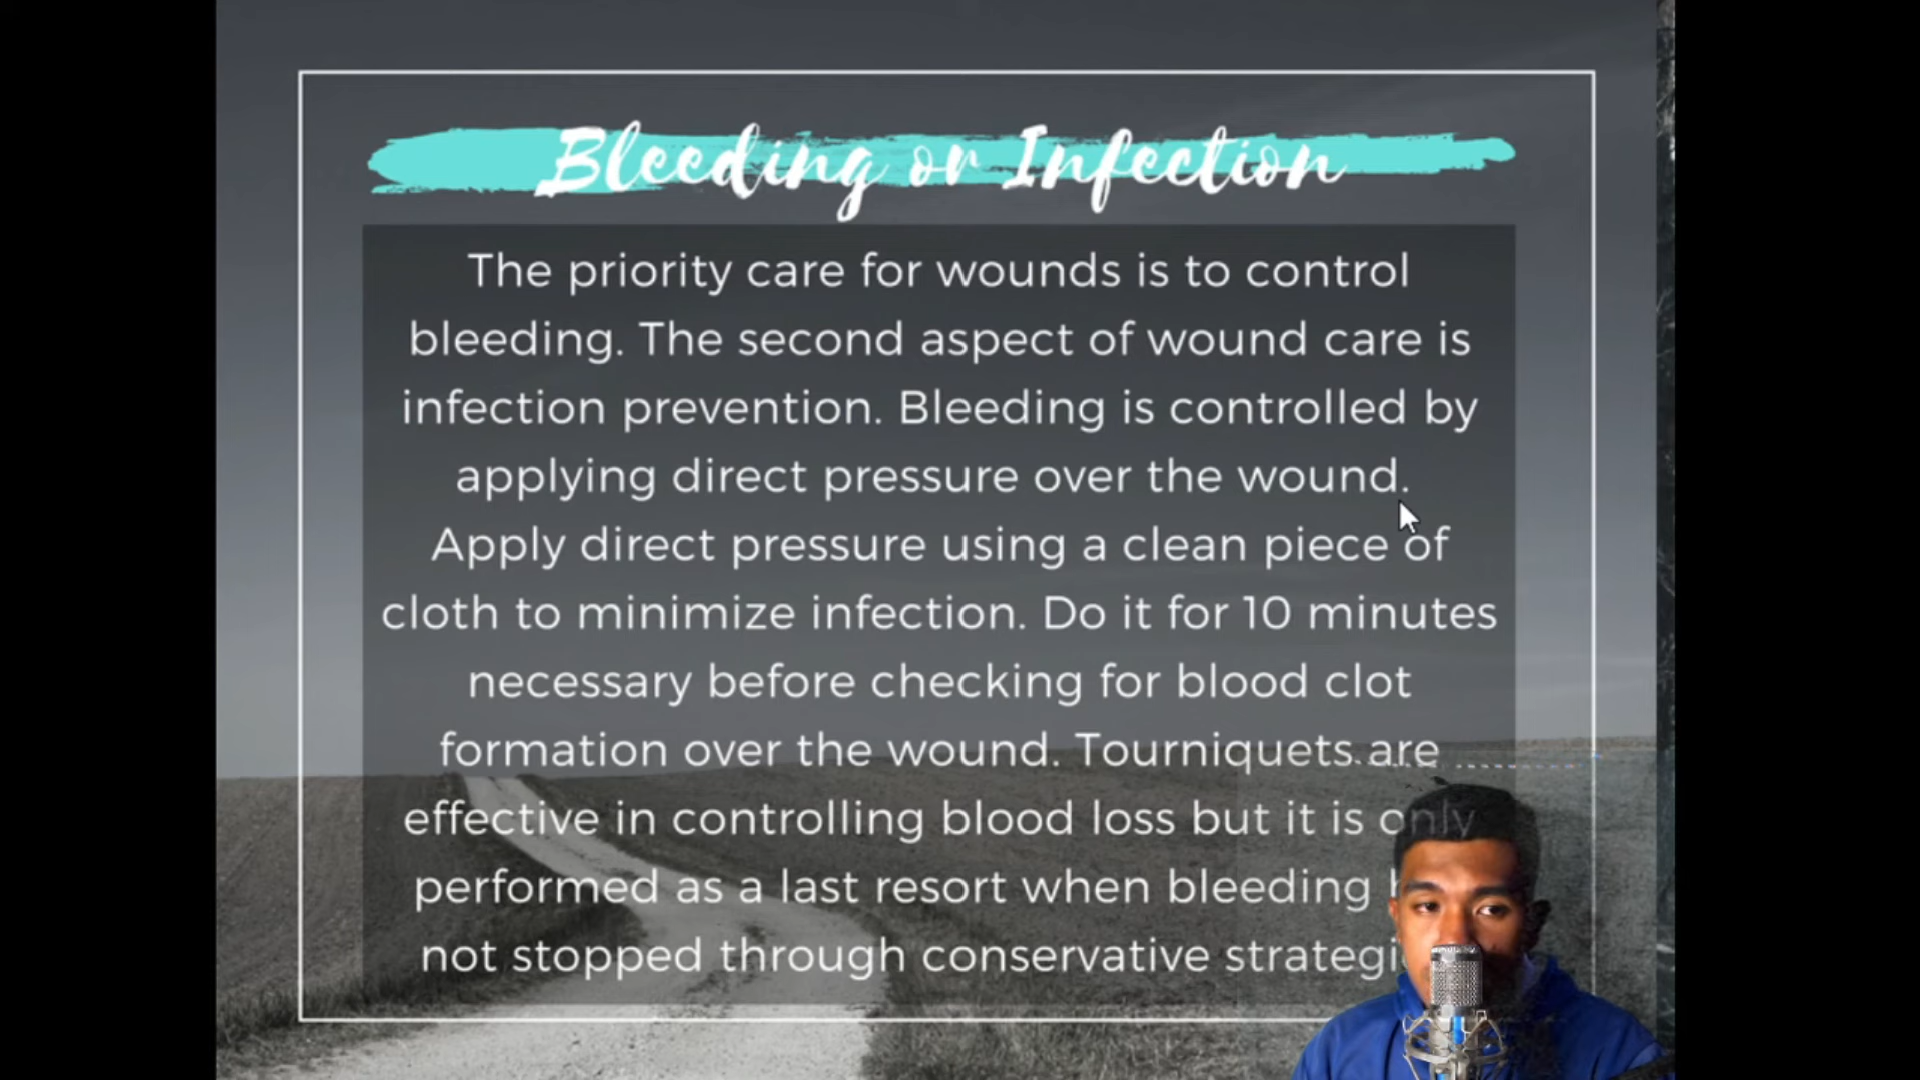 Bleeding or Infection
The priority care for wounds is to control
bleeding. The second aspect of wound care is
infection prevention. Bleeding is controlled by
applying direct pressure over the wound.
Apply direct pressure using a clean piece of
cloth to minimize infection. Do it for 10 minutes
necessary before checking for blood clot
formation over the wound. Tourniquets are
effective in controlling blood loss but it is only
performed as a last resort when bleeding
not stopped through conservative